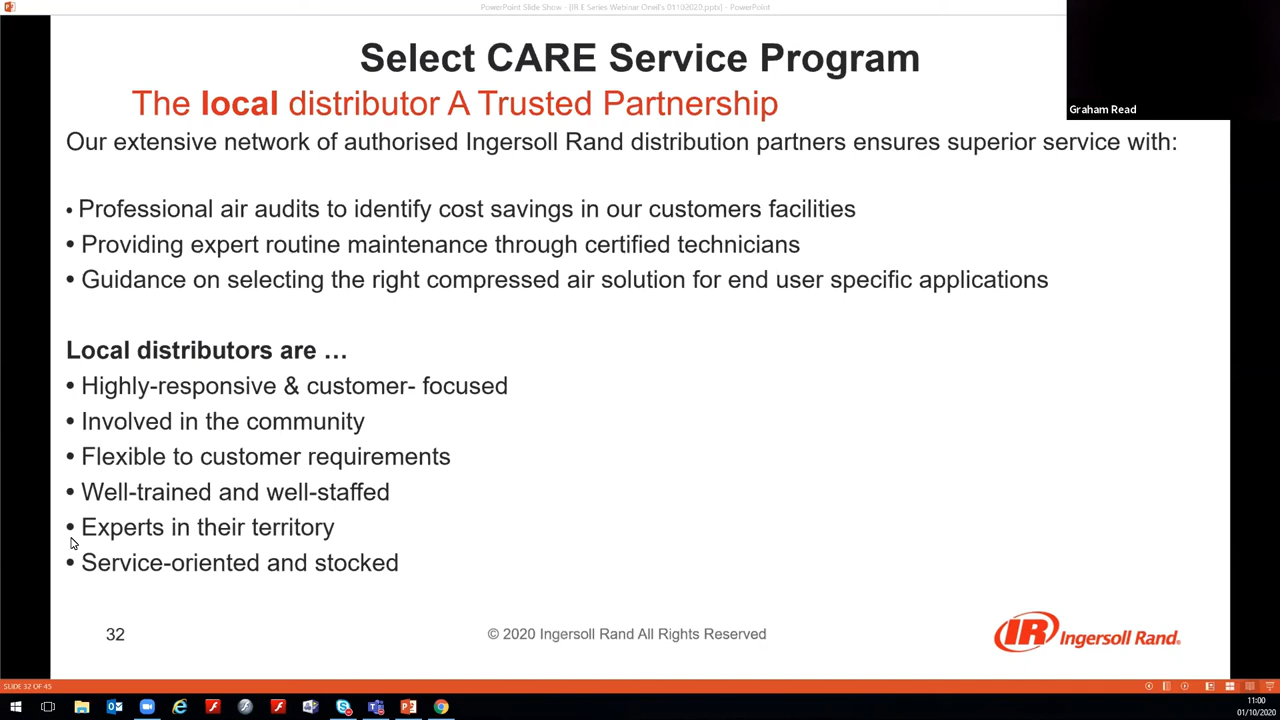 PowerPoint Slide Show - [IR E Series Webinar Oneil's 01102020.ppts] - PowerPoint
Graham Read
Select CARE Service Program
The local distributor A Trusted Partnership
Our extensive network of authorised Ingersoll Rand distribution partners ensures superior service with:
• Professional air audits to identify cost savings in our customers facilities
• Providing expert routine maintenance through certified technicians
• Guidance on selecting the right compressed air solution for end user specific applications
Local distributors are …
• Highly-responsive & customer- focused
• Involved in the community
• Flexible to customer requirements
• Well-trained and well-staffed
• Experts in their territory
• Service-oriented and stocked
32
© 2020 Ingersoll Rand All Rights Reserved
IR Ingersoll Rand.
SLIDE 32 OF 45
11:00
01/10/2020